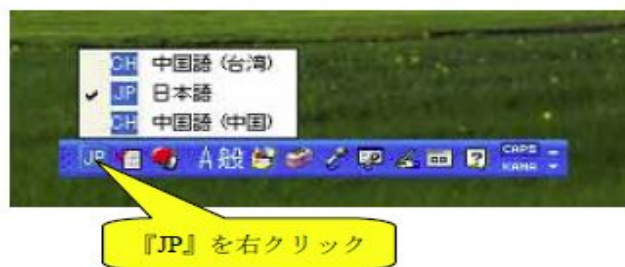 CH 中国語 (台湾)
JP 日本語
CH 中国語 (中国)
JP A 般 CAPS
KANA
『JP』を右クリック